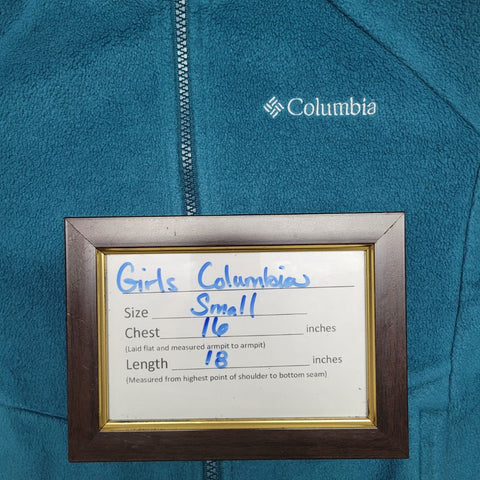 Columbia
Girls Columbia
Size Small
Chest 16 inches
(Laid flat and measured armpit to armpit)
Length 18 inches
(Measured from highest point of shoulder to bottom seam)